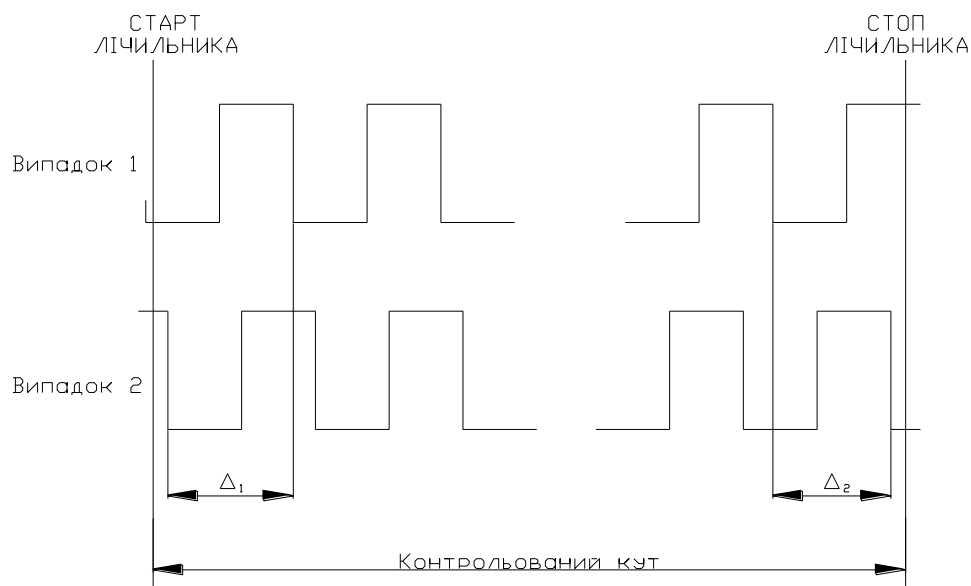 СТАРТ
ЛІЧИЛЬНИКА
СТОП
ЛІЧИЛЬНИКА
Випадок 1
Випадок 2
Δ₁
Δ₂
Контрольований кут